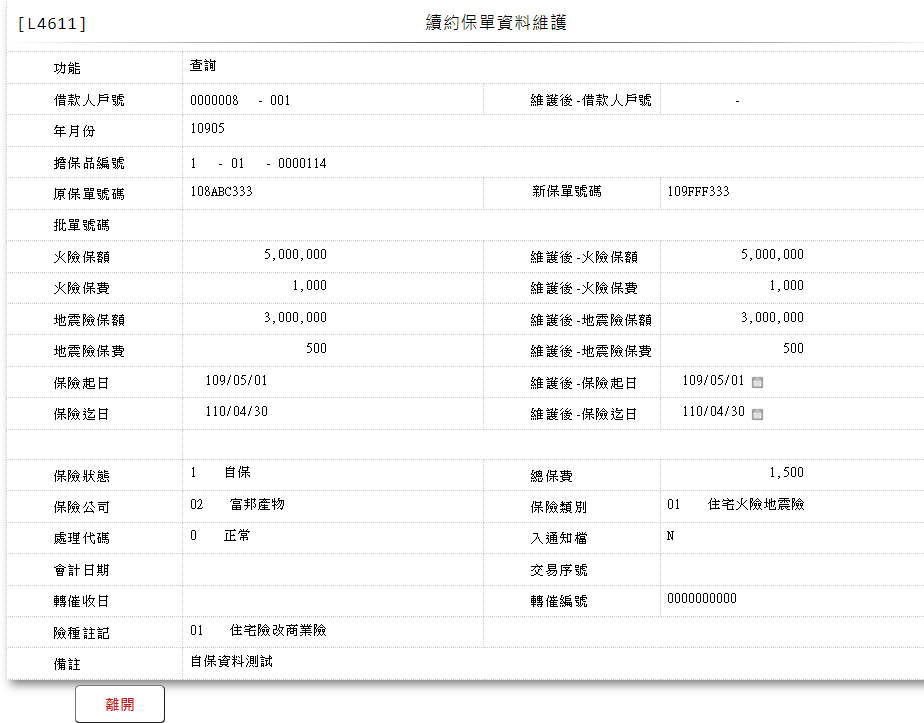 [L4611] 續約保單資料維護
功能 查詢
借款人戶號 0000008 - 001 維護後-借款人戶號 -
年月份 10905
擔保品編號 1 - 01 - 0000114
原保單號碼 108ABC333 新保單號碼 109FFF333
批單號碼
火險保額 5,000,000 維護後-火險保額 5,000,000
火險保費 1,000 維護後-火險保費 1,000
地震險保額 3,000,000 維護後-地震險保額 3,000,000
地震險保費 500 維護後-地震險保費 500
保險起日 109/05/01 維護後-保險起日 109/05/01
保險迄日 110/04/30 維護後-保險迄日 110/04/30
保險狀態 1 自保 總保費 1,500
保險公司 02 富邦產物 保險類別 01 住宅火險地震險
處理代碼 0 正常 入通知檔 N
會計日期 交易序號
轉催收日 轉催編號 0000000000
險種註記 01 住宅險改商業險
備註 自保資料測試
離開